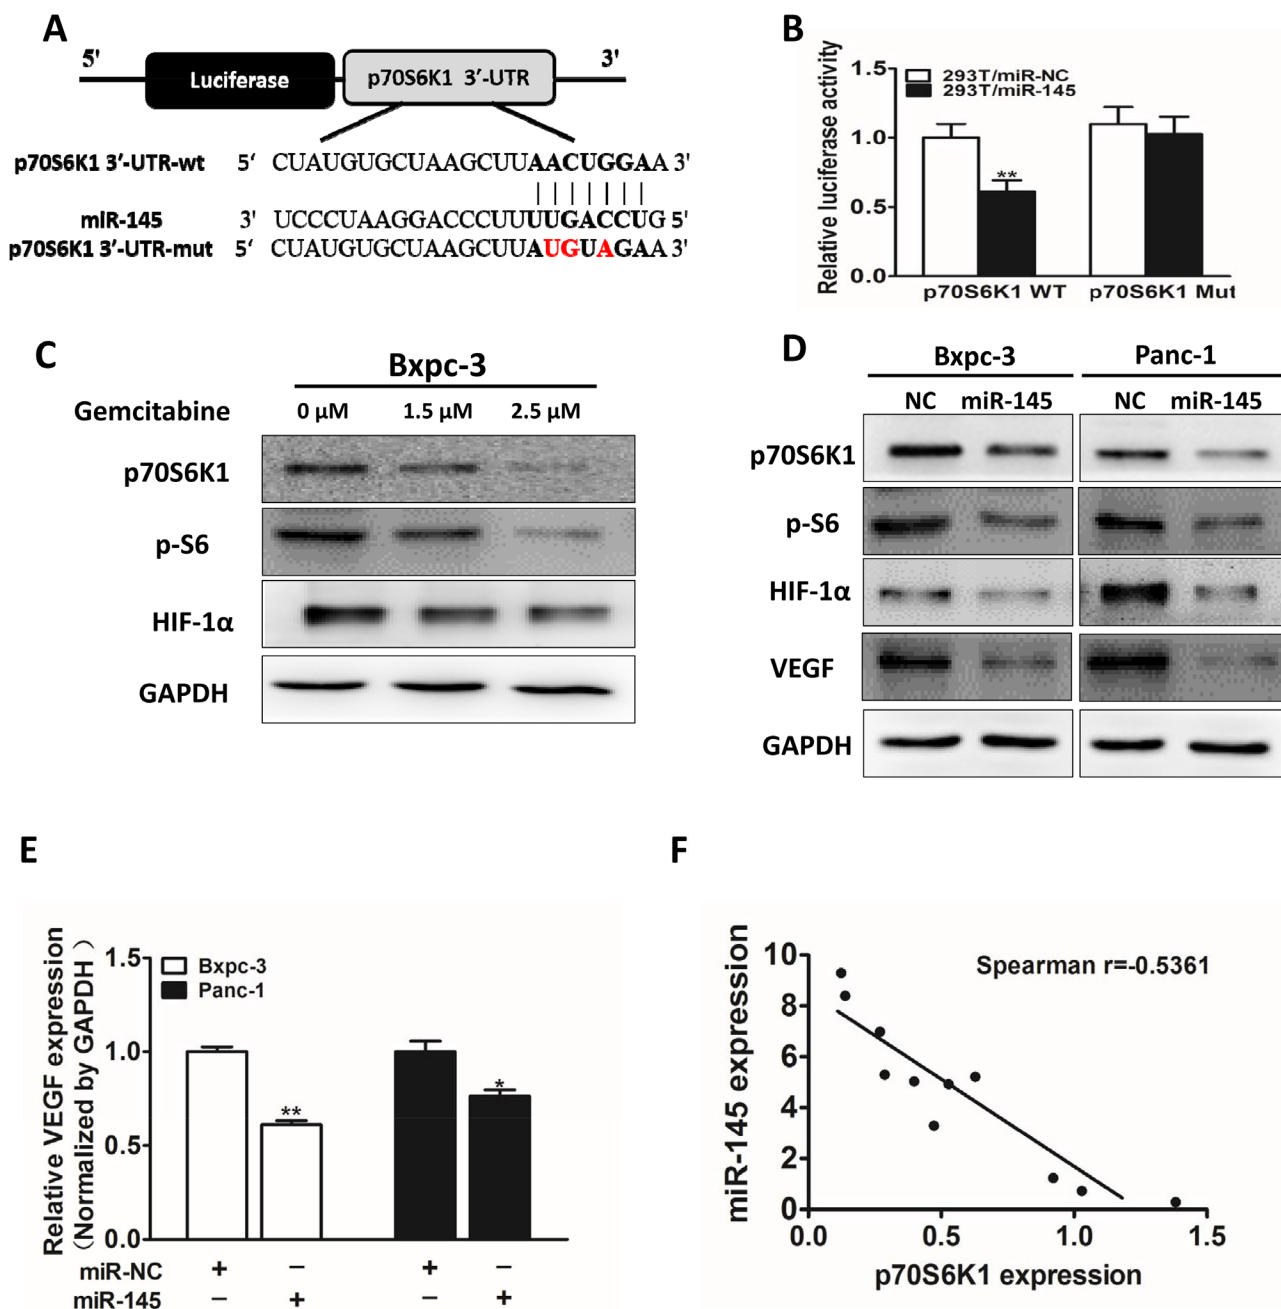 A
5'
3'
Luciferase
p70S6K1 3′-UTR
p70S6K1 3′-UTR-wt 5‘ CUAUGUGCUAAGCUUAACUGGAA 3'
mIR-145 3' UCCCUAAGGACCCUUUUGACCUG 5'
p70S6K1 3′-UTR-mut 5‘ CUAUGUGCUAAGCUUAUGUAGAA 3'
B
Relative luciferase activity
1.5
1.0
0.5
0.0
293T/miR-NC
293T/miR-145
**
p70S6K1 WT
p70S6K1 Mut
C
Bxpc-3
Gemcitabine 0 μM 1.5 μM 2.5 μM
p70S6K1
p-S6
HIF-1α
GAPDH
D
Bxpc-3 Panc-1
NC miR-145 NC miR-145
p70S6K1
p-S6
HIF-1α
VEGF
GAPDH
E
Relative VEGF expression
(Normalized by GAPDH)
1.5
1.0
0.5
0.0
Bxpc-3
Panc-1
**
*
miR-NC + − + −
miR-145 − + − +
F
miR-145 expression
10
8
6
4
2
0
Spearman r=-0.5361
0.0 0.5 1.0 1.5
p70S6K1 expression